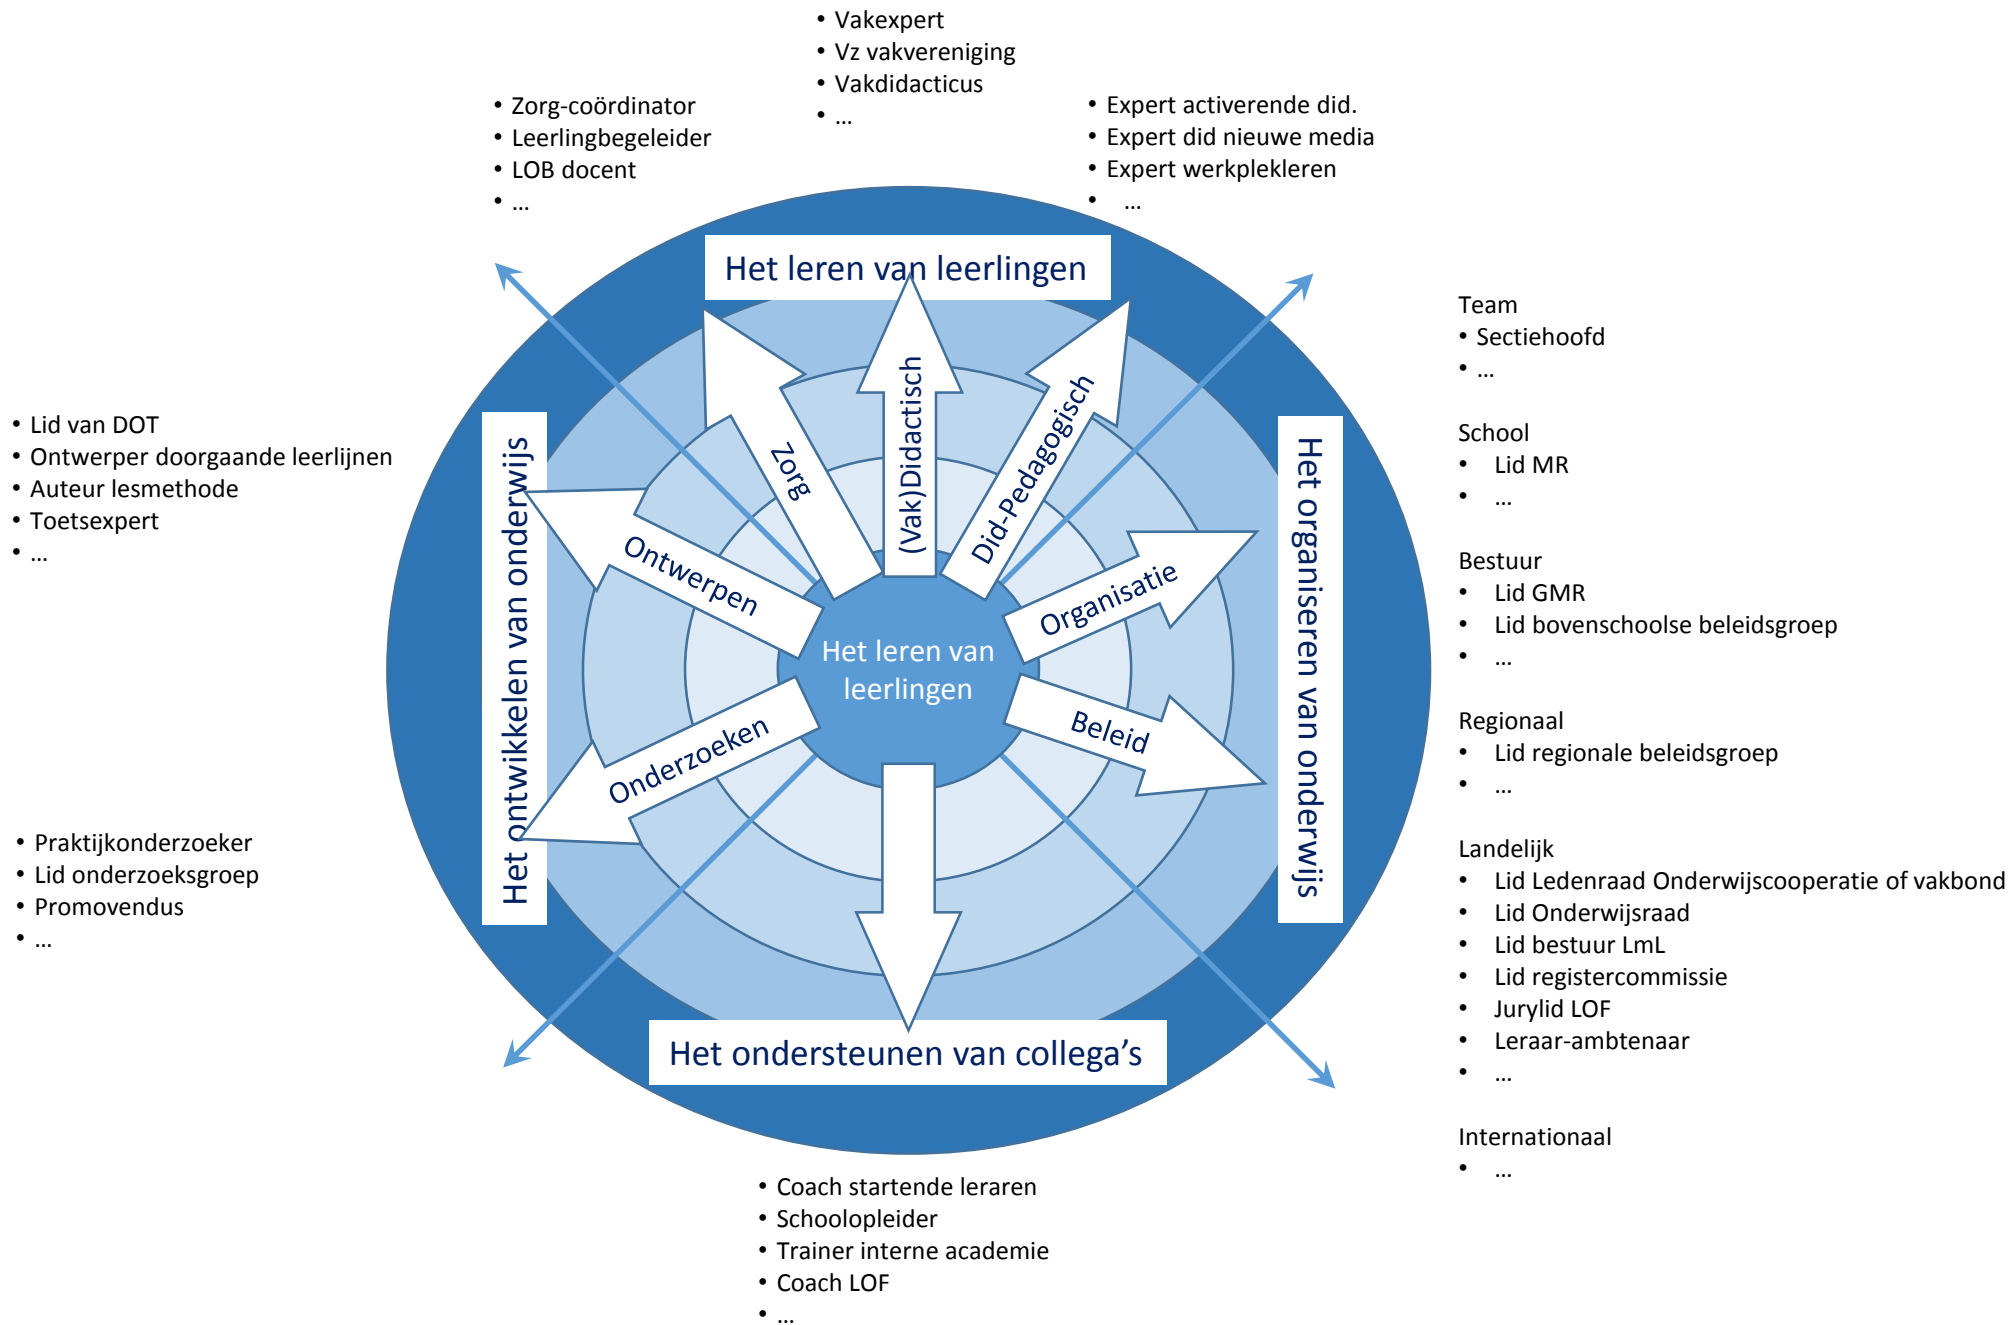 • Vakexpert
• Vz vakvereniging
• Vakdidacticus
• ...
• Zorg-coördinator
• Leerlingbegeleider
• LOB docent
• ...
• Expert activerende did.
• Expert did nieuwe media
• Expert werkplekleren
• ...
Het leren van leerlingen
Zorg
(Vak)Didactisch
Did-Pedagogisch
• Lid van DOT
• Ontwerper doorgaande leerlijnen
• Auteur lesmethode
• Toetsexpert
• ...
Het ontwikkelen van onderwijs
Ontwerpen
Onderzoeken
• Praktijkonderzoeker
• Lid onderzoeksgroep
• Promovendus
• ...
Het leren van
leerlingen
Organisatie
Beleid
Het organiseren van onderwijs
Team
• Sectiehoofd
• ...
School
• Lid MR
• ...
Bestuur
• Lid GMR
• Lid bovenschoolse beleidsgroep
• ...
Regionaal
• Lid regionale beleidsgroep
• ...
Landelijk
• Lid Ledenraad Onderwijscooperatie of vakbond
• Lid Onderwijsraad
• Lid bestuur LmL
• Lid registercommissie
• Jurylid LOF
• Leraar-ambtenaar
• ...
Internationaal
• ...
Het ondersteunen van collega's
• Coach startende leraren
• Schoolopleider
• Trainer interne academie
• Coach LOF
• ...